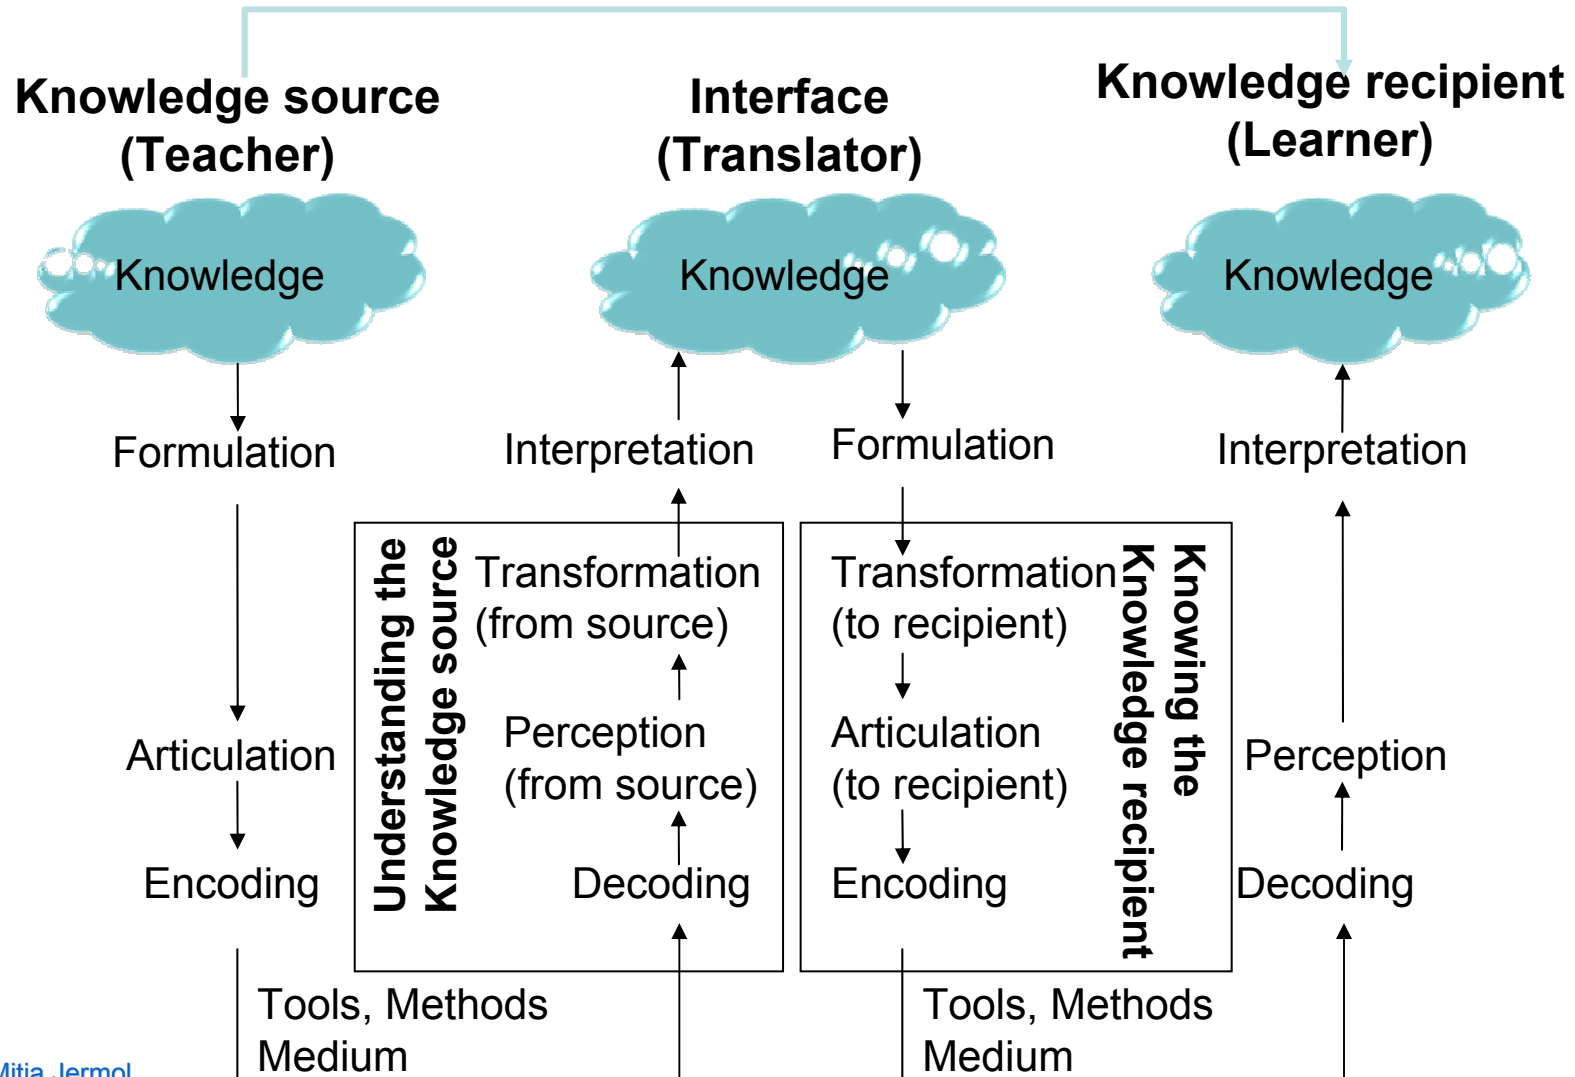 Knowledge source
(Teacher)
Interface
(Translator)
Knowledge recipient
(Learner)
Knowledge
Knowledge
Knowledge
Formulation
Interpretation
Formulation
Interpretation
Understanding the
Knowledge source
Transformation
(from source)
Transformation
(to recipient)
Knowing the
Knowledge recipient
Articulation
Perception
(from source)
Articulation
(to recipient)
Perception
Encoding
Decoding
Encoding
Decoding
Tools, Methods
Medium
Tools, Methods
Medium
Mitja Jermol